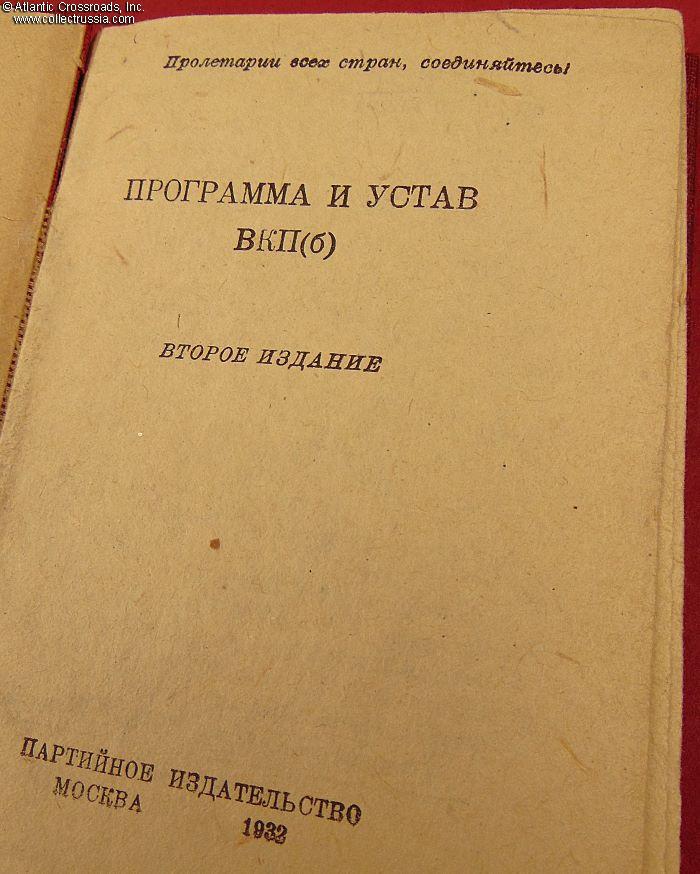 © Atlantic Crossroads, Inc.
www.collectrussia.com
Пролетарии всех стран, соединяйтесь!
ПРОГРАММА И УСТАВ
ВКП(б)
ВТОРОЕ ИЗДАНИЕ
ПАРТИЙНОЕ ИЗДАТЕЛЬСТВО
МОСКВА 1932